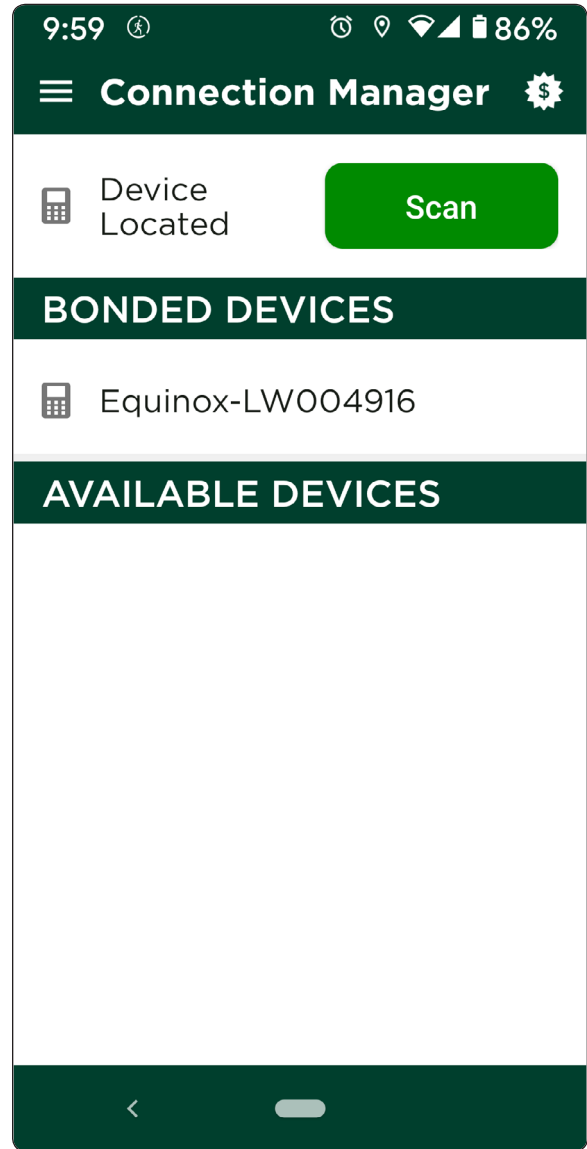 9:59 86%
Connection Manager $
Device
Located
Scan
BONDED DEVICES
Equinox-LW004916
AVAILABLE DEVICES